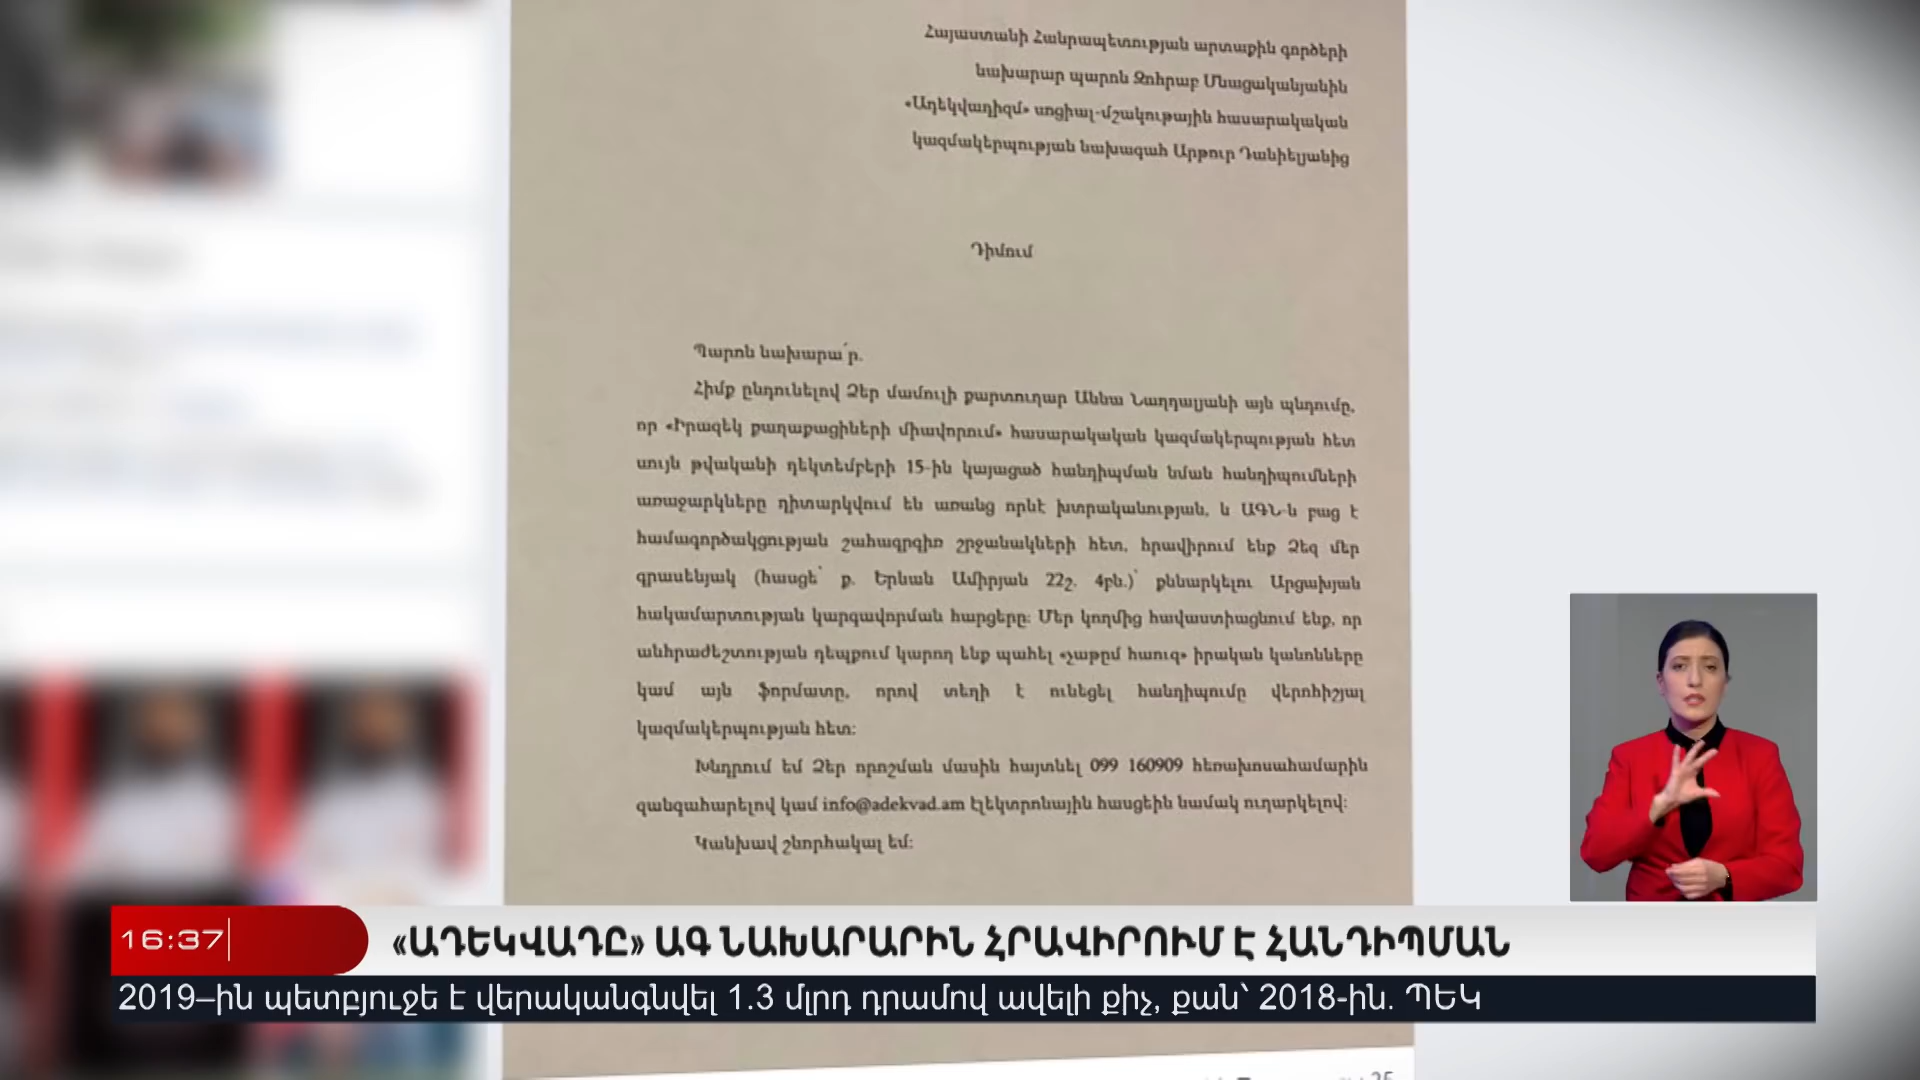 Հայաստանի Հանրապետության արտաքին գործերի
նախարար պարոն Զոհրաբ Մնացականյանին
«Ադեկվադիզմ» սոցիալ-մշակութային հասարակական
կազմակերպության նախագահ Արթուր Դանիելյանից
Դիմում
Պարոն նախարա՛ր.
Հիմք ընդունելով Ձեր մամուլի քարտուղար Աննա Նաղդալյանի այն պնդումը,
որ «Իրազեկ քաղաքացիների միավորում» հասարակական կազմակերպության հետ
սույն թվականի դեկտեմբերի 15-ին կայացած հանդիպման նման հանդիպումների
առաջարկները դիտարկվում են առանց որևէ խտրականության, և ԱԳՆ-ն բաց է
համագործակցության շահագրգիռ շրջանակների հետ, հրավիրում ենք Ձեզ մեր
գրասենյակ (հասցե՝ ք. Երևան Ամիրյան 22շ. 4բն.)՝ քննարկելու Արցախյան
հակամարտության կարգավորման հարցերը: Մեր կողմից հավաստիացնում ենք, որ
անհրաժեշտության դեպքում կարող ենք պահել «չաթըմ հաուզ» իրական կանոնները
կամ այն ֆորմատը, որով տեղի է ունեցել հանդիպումը վերոհիշյալ
կազմակերպության հետ:
Խնդրում եմ Ձեր որոշման մասին հայտնել 099 160909 հեռախոսահամարին
զանգահարելով կամ info@adekvad.am էլեկտրոնային հասցեին նամակ ուղարկելով:
Կանխավ շնորհակալ եմ:
16:37
«ԱԴԵԿՎԱԴԸ» ԱԳ ՆԱԽԱՐԱՐԻՆ ՀՐԱՎԻՐՈՒՄ Է ՀԱՆԴԻՊՄԱՆ
2019–ին պետբյուջե է վերականգնվել 1.3 մլրդ դրամով ավելի քիչ, քան՝ 2018-ին. ՊԵԿ